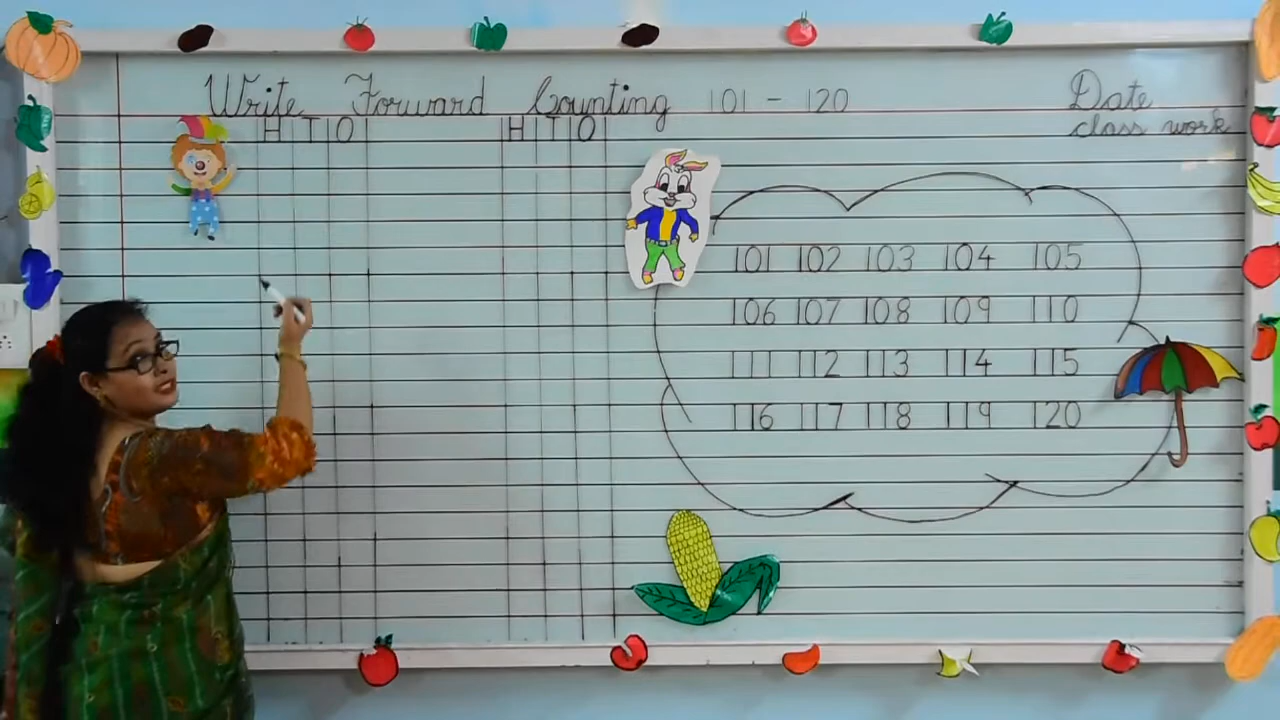 Write Forward Counting 101 - 120
Date
class work
H T O
H T O
101 102 103 104 105
106 107 108 109 110
111 112 113 114 115
116 117 118 119 120